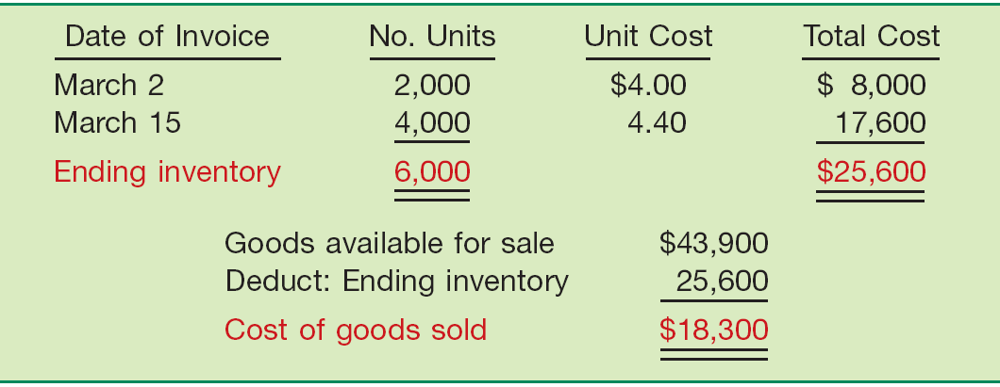 Date of Invoice No. Units Unit Cost Total Cost
March 2 2,000 $4.00 $ 8,000
March 15 4,000 4.40 17,600
Ending inventory 6,000 $25,600
Goods available for sale $43,900
Deduct: Ending inventory 25,600
Cost of goods sold $18,300